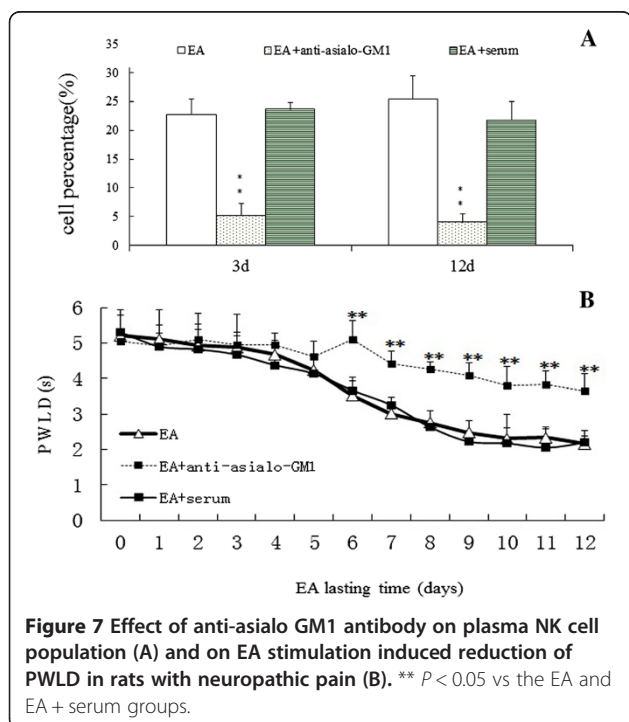 A
EA EA+anti-asialo-GM1 EA+serum
cell percentage(%)
35
30
25
20
15
10
5
0
**
**
3d 12d
B
PWLD(s)
6
5
4
3
2
1
0
** ** ** ** ** ** **
EA
EA+anti-asialo-GM1
EA+serum
0 1 2 3 4 5 6 7 8 9 10 11 12
EA lasting time (days)
Figure 7 Effect of anti-asialo GM1 antibody on plasma NK cell
population (A) and on EA stimulation induced reduction of
PWLD in rats with neuropathic pain (B). ** P < 0.05 vs the EA and
EA + serum groups.